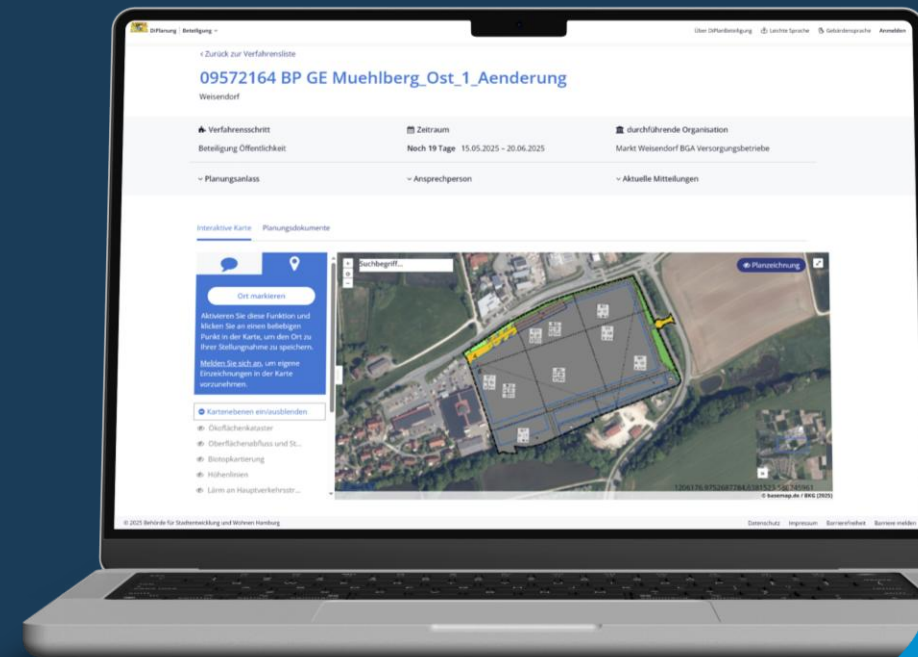 DiPlanung | Beteiligung
Über DiPlanBeteiligung Leichte Sprache Gebärdensprache Anmelden
‹ Zurück zur Verfahrensliste
09572164 BP GE Muehlberg_Ost_1_Aenderung
Weisendorf
Verfahrensschritt
Beteiligung Öffentlichkeit
Zeitraum
Noch 19 Tage 15.05.2025 – 20.06.2025
durchführende Organisation
Markt Weisendorf BGA Versorgungsbetriebe
Planungsanlass
Ansprechperson
Aktuelle Mitteilungen
Interaktive Karte Planungsdokumente
Ort markieren
Aktivieren Sie diese Funktion und
klicken Sie an einen beliebigen
Punkt in der Karte, um den Ort zu
Ihrer Stellungnahme zu speichern.
Melden Sie sich an, um eigene
Einzeichnungen in der Karte
vorzunehmen.
Kartenebenen ein/ausblenden
Ökoflächenkataster
Oberflächenabfluss und St...
Biotopkartierung
Höhenlinien
Lärm an Hauptverkehrsstr...
Suchbegriff...
Planzeichnung
© basemap.de / BKG (2025)
© 2025 Behörde für Stadtentwicklung und Wohnen Hamburg
Datenschutz Impressum Barrierefreiheit Barriere melden